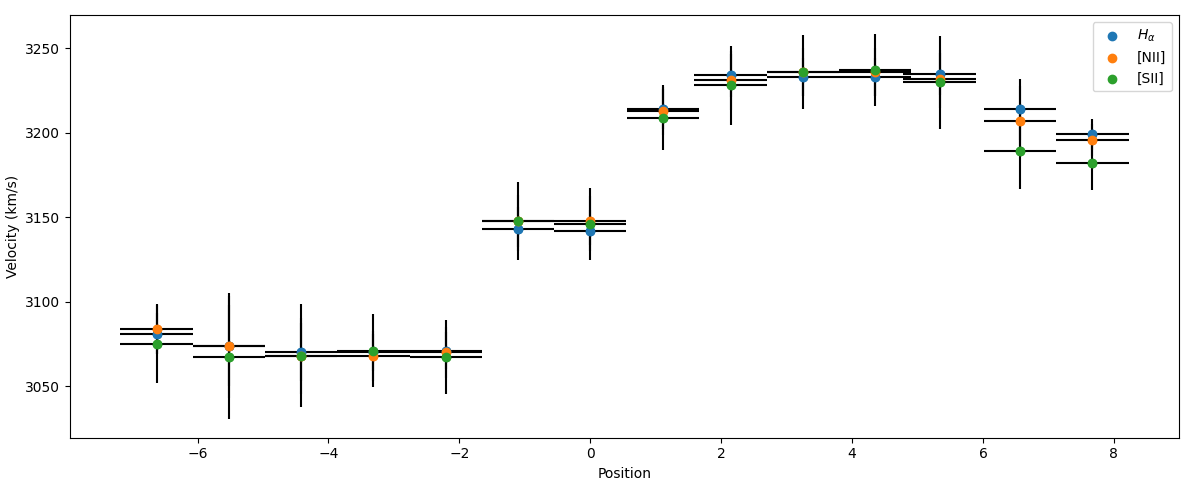 3250
3200
3150
3100
3050
Velocity (km/s)
−6 −4 −2 0 2 4 6 8
Position
Hα
[NII]
[SII]